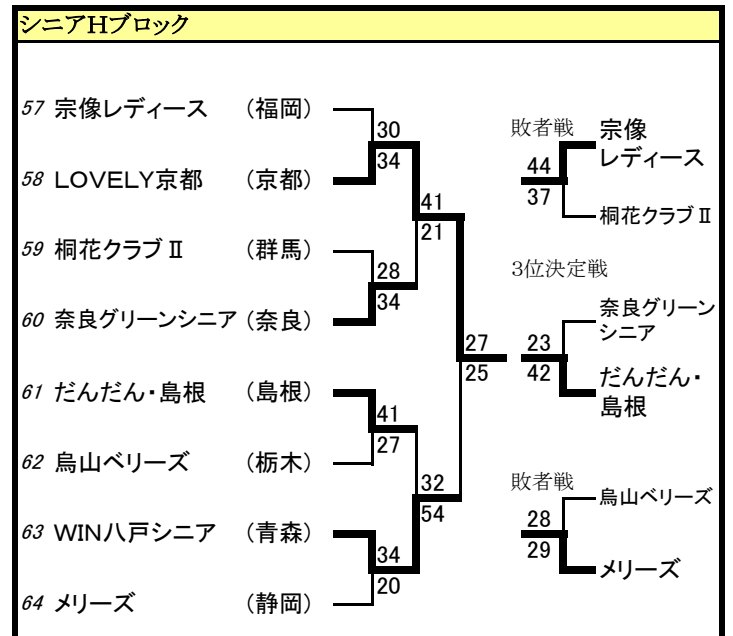 シニアHブロック
57 宗像レディース (福岡)
30
34
58 LOVELY京都 (京都)
41
21
59 桐花クラブⅡ (群馬)
28
34
60 奈良グリーンシニア (奈良)
27
25
61 だんだん・島根 (島根)
41
27
62 烏山ベリーズ (栃木)
32
54
63 WIN八戸シニア (青森)
34
20
64 メリーズ (静岡)
敗者戦
宗像
レディース
44
37
桐花クラブⅡ
3位決定戦
奈良グリーン
シニア
23
42
だんだん・
島根
敗者戦
烏山ベリーズ
28
29
メリーズ